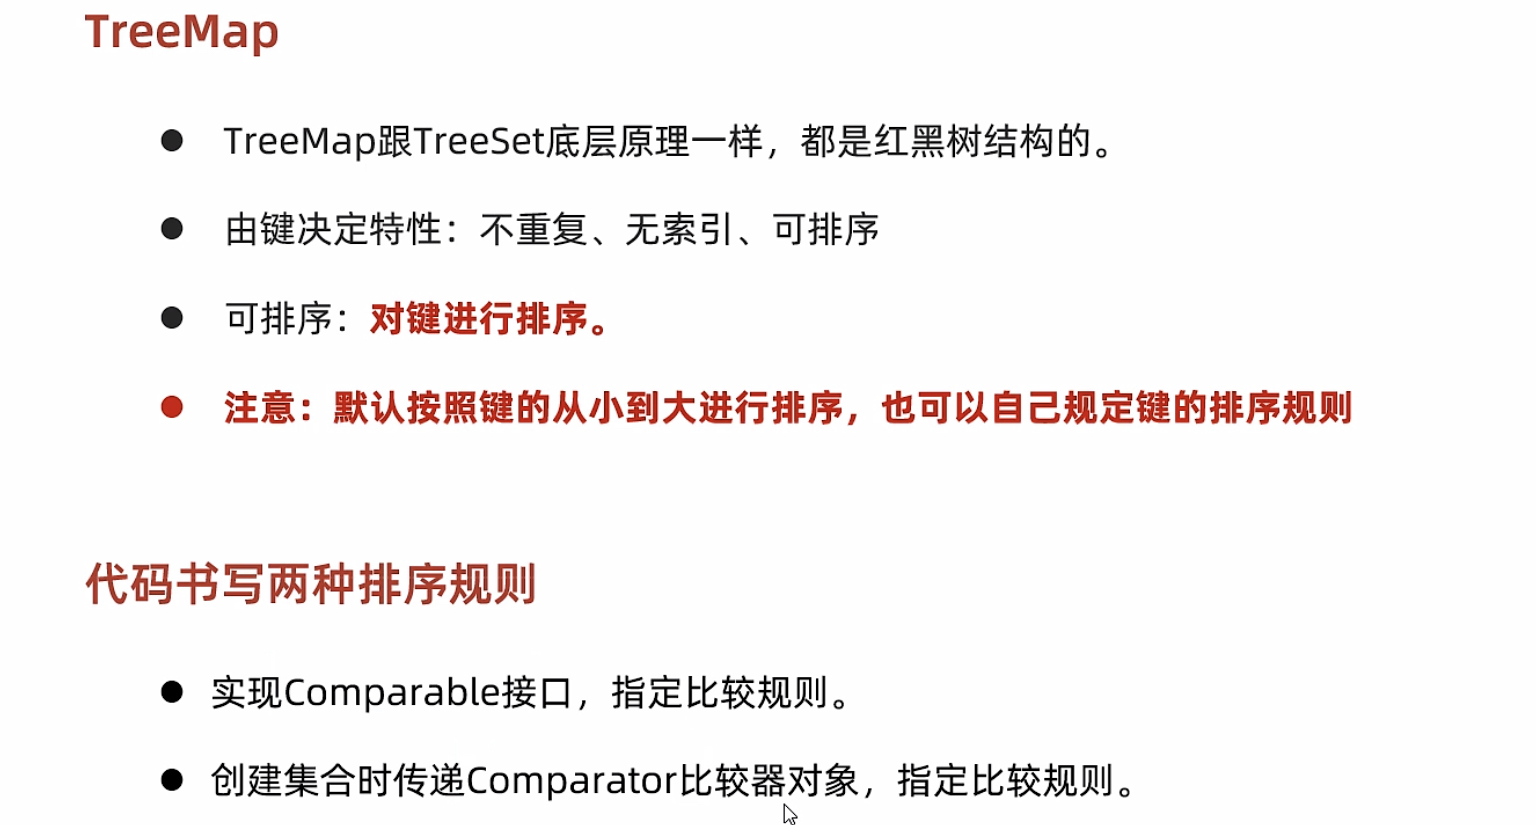 TreeMap
TreeMap跟TreeSet底层原理一样，都是红黑树结构的。
由键决定特性：不重复、无索引、可排序
可排序：对键进行排序。
注意：默认按照键的从小到大进行排序，也可以自己规定键的排序规则
代码书写两种排序规则
实现Comparable接口，指定比较规则。
创建集合时传递Comparator比较器对象，指定比较规则。